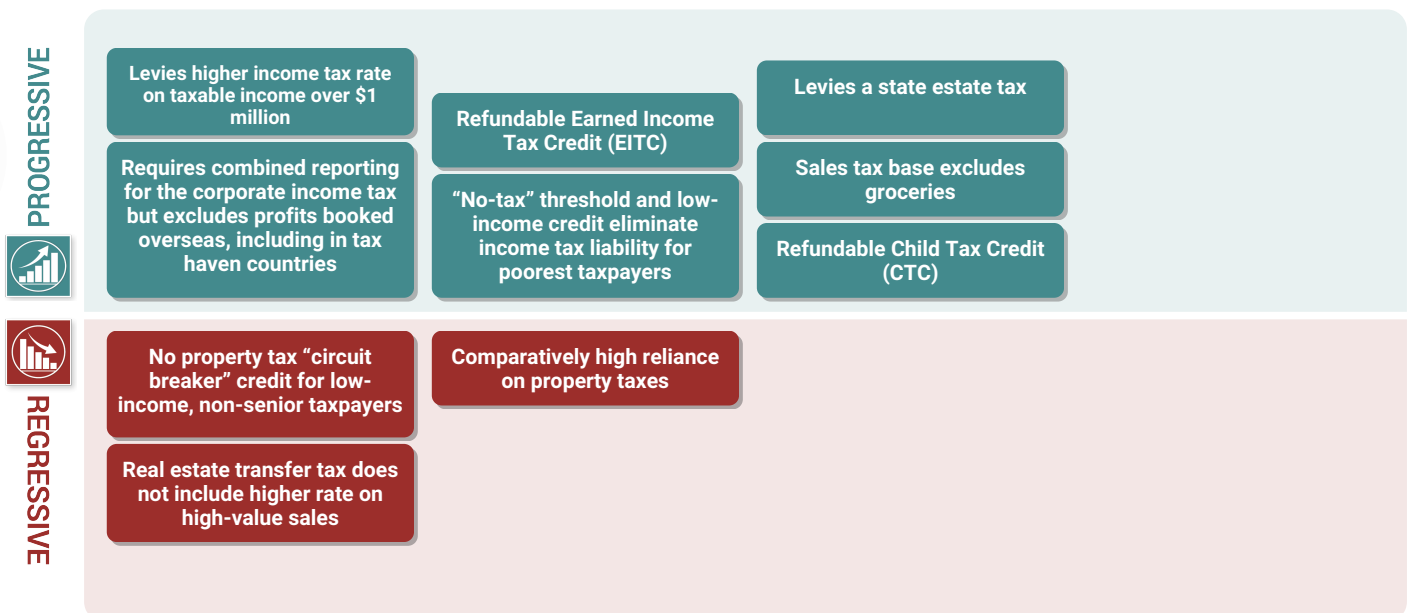 PROGRESSIVE
Levies higher income tax rate
on taxable income over $1
million
Requires combined reporting
for the corporate income tax
but excludes profits booked
overseas, including in tax
haven countries
Refundable Earned Income
Tax Credit (EITC)
“No-tax” threshold and low-
income credit eliminate
income tax liability for
poorest taxpayers
Levies a state estate tax
Sales tax base excludes
groceries
Refundable Child Tax Credit
(CTC)
REGRESSIVE
No property tax “circuit
breaker” credit for low-
income, non-senior taxpayers
Real estate transfer tax does
not include higher rate on
high-value sales
Comparatively high reliance
on property taxes